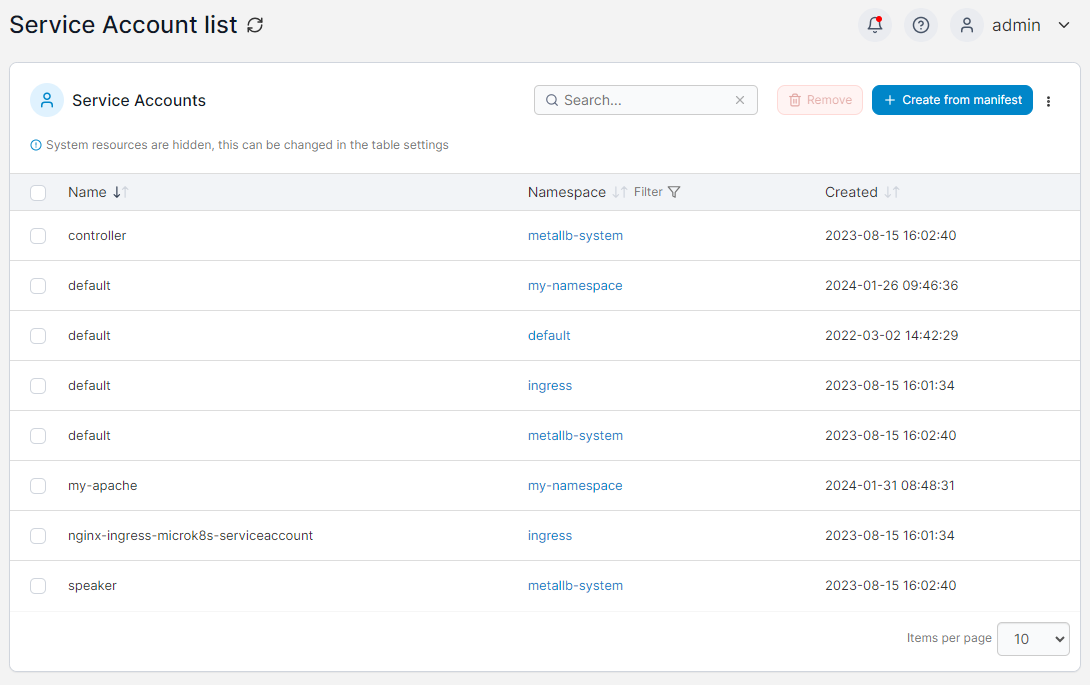 Service Account list
admin
Service Accounts
Search...
Remove
Create from manifest
System resources are hidden, this can be changed in the table settings
Name Namespace Filter Created
controller metallb-system 2023-08-15 16:02:40
default my-namespace 2024-01-26 09:46:36
default default 2022-03-02 14:42:29
default ingress 2023-08-15 16:01:34
default metallb-system 2023-08-15 16:02:40
my-apache my-namespace 2024-01-31 08:48:31
nginx-ingress-microk8s-serviceaccount ingress 2023-08-15 16:01:34
speaker metallb-system 2023-08-15 16:02:40
Items per page 10